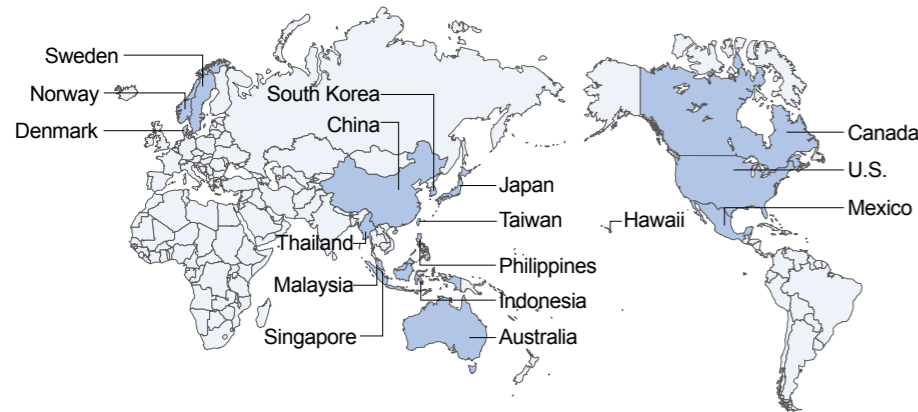 Sweden
Norway
Denmark
South Korea
China
Japan
Taiwan
Thailand
Philippines
Malaysia
Indonesia
Singapore
Australia
Canada
U.S.
Mexico
Hawaii